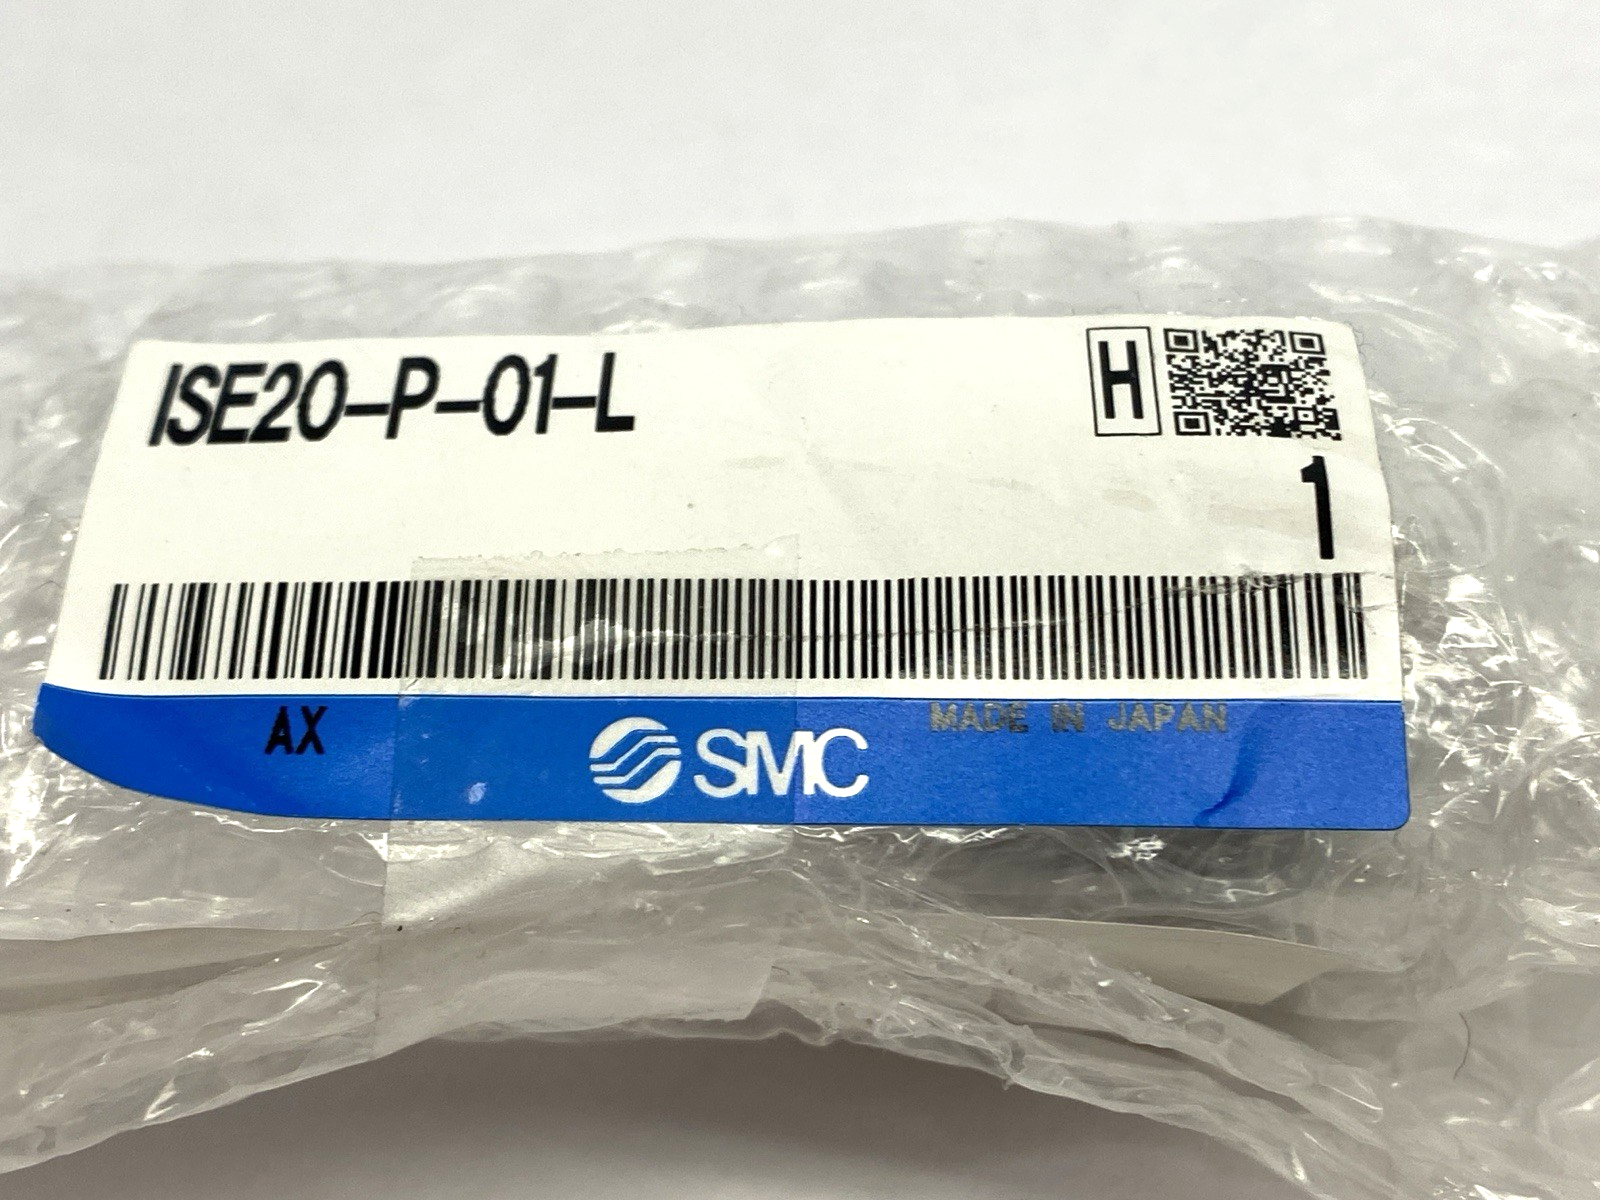 ISE20-P-01-L
H
1
AX
SMC
MADE IN JAPAN